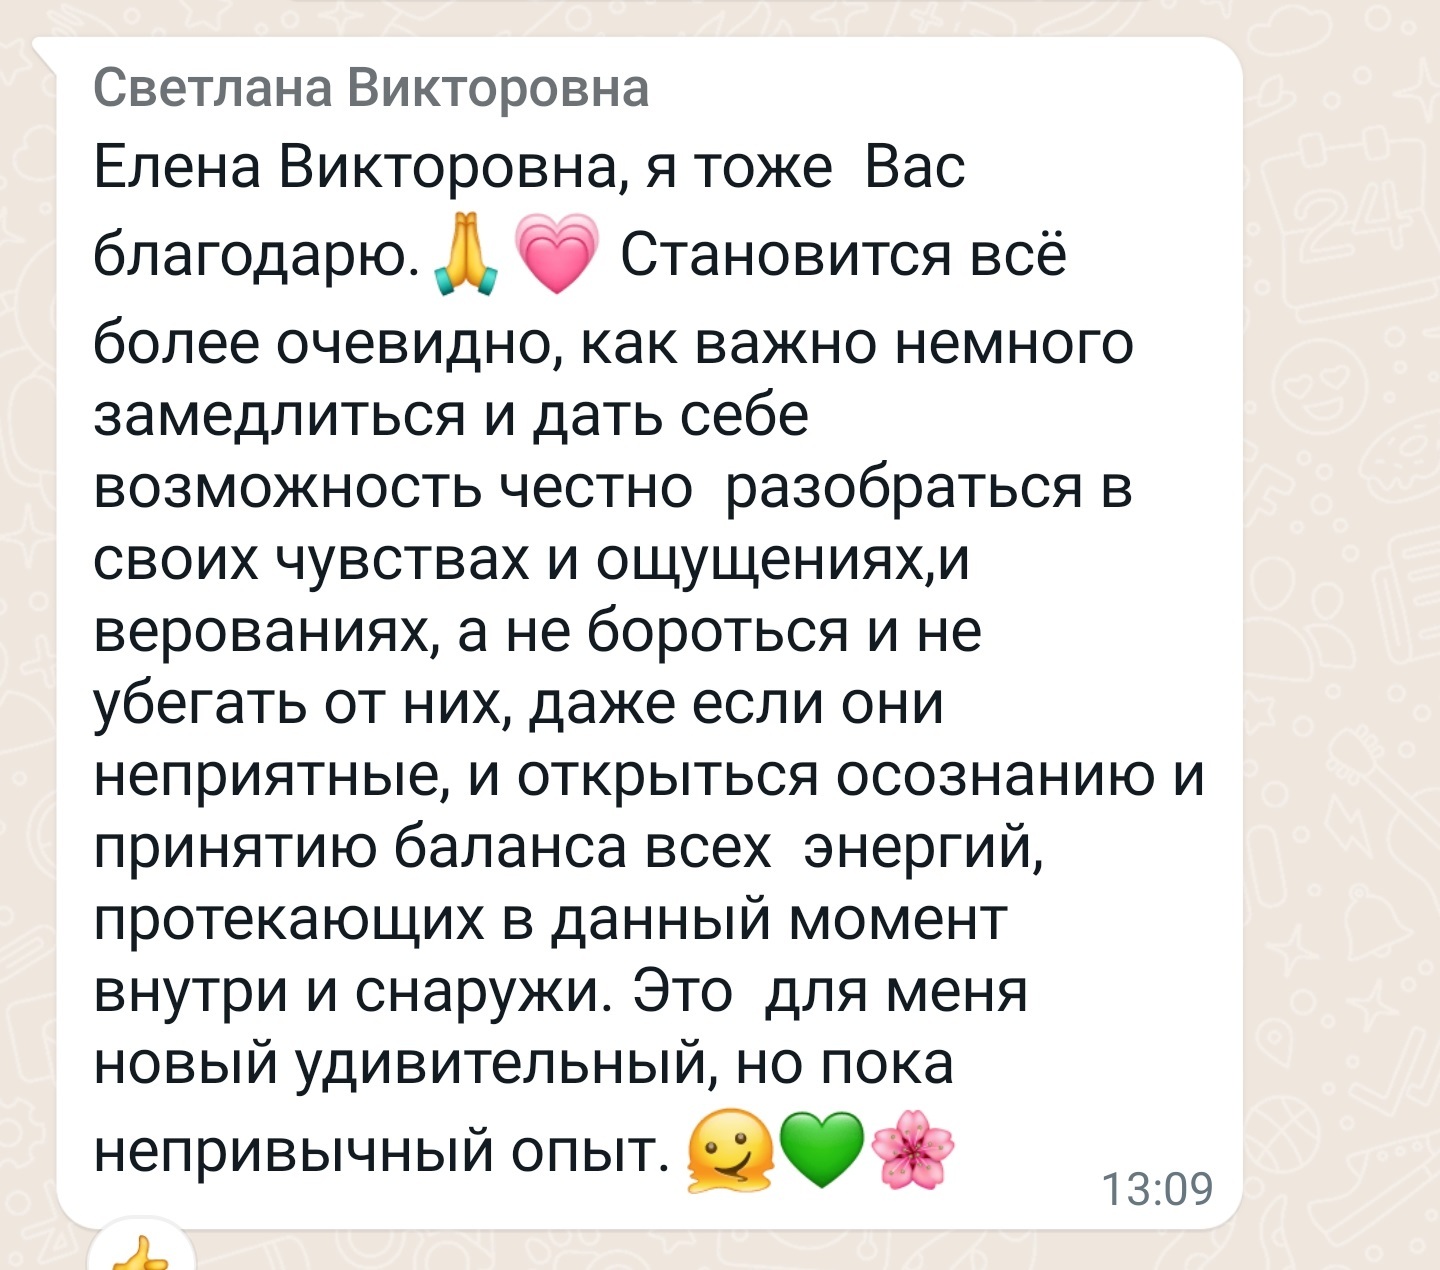 Светлана Викторовна
Елена Викторовна, я тоже  Вас
благодарю.🙏💗 Становится всё
более очевидно, как важно немного
замедлиться и дать себе
возможность честно  разобраться в
своих чувствах и ощущениях,и
верованиях, а не бороться и не
убегать от них, даже если они
неприятные, и открыться осознанию и
принятию баланса всех  энергий,
протекающих в данный момент
внутри и снаружи. Это  для меня
новый удивительный, но пока
непривычный опыт. 🫠💚🌸
13:09